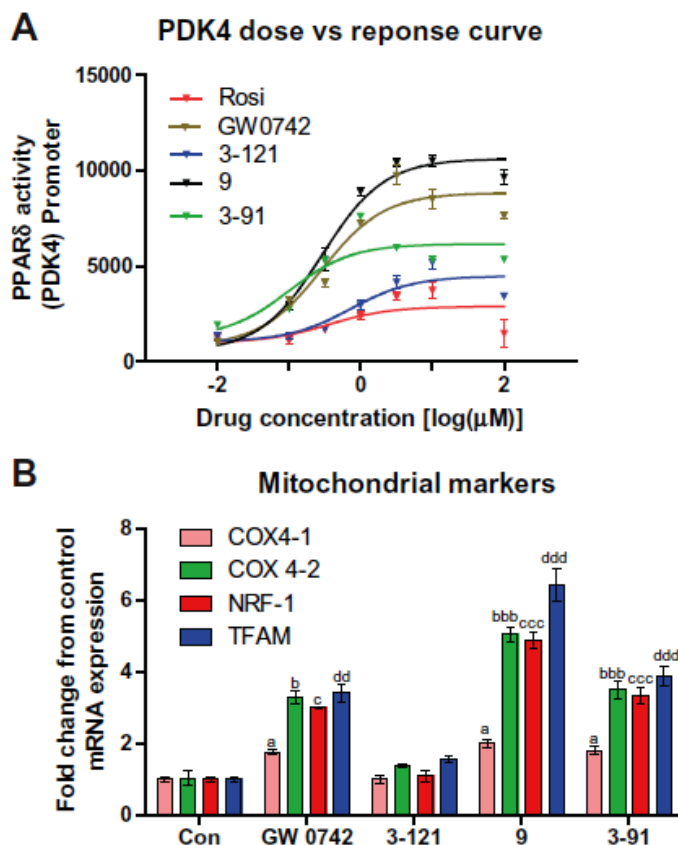 A
PDK4 dose vs reponse curve
PPARδ activity
(PDK4) Promoter
15000
10000
5000
0
Rosi
GW0742
3-121
9
3-91
-2
0
2
Drug concentration [log(μM)]
B
Mitochondrial markers
Fold change from control
mRNA expression
8
6
4
2
0
COX4-1
COX 4-2
NRF-1
TFAM
a
b
c
dd
a
bbb
ccc
ddd
a
bbb
ccc
ddd
Con
GW 0742
3-121
9
3-91